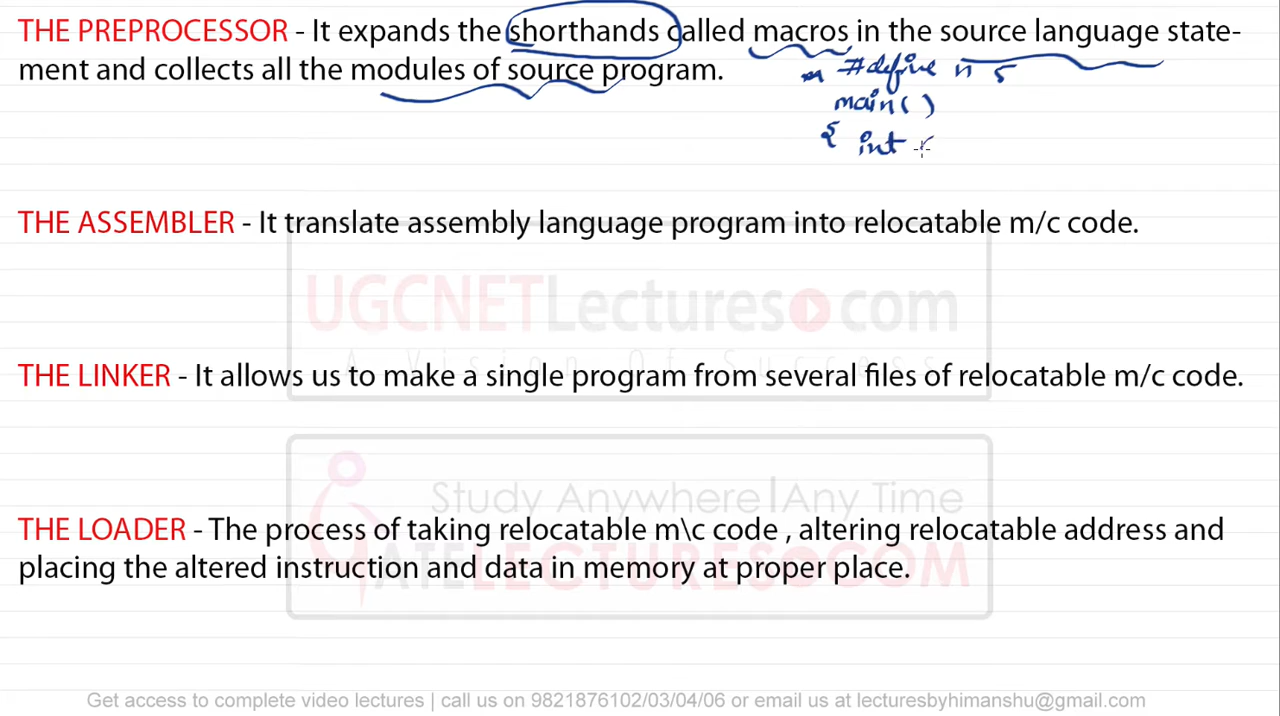 THE PREPROCESSOR - It expands the shorthands called macros in the source language state-
ment and collects all the modules of source program.
#define n 5
main( )
{ int
THE ASSEMBLER - It translate assembly language program into relocatable m/c code.
UGCNETLectures.com
A Vision Of Success
THE LINKER - It allows us to make a single program from several files of relocatable m/c code.
Study Anywhere|Any Time
THE LOADER - The process of taking relocatable m\c code , altering relocatable address and
GATELECTURES.COM
placing the altered instruction and data in memory at proper place.
Get access to complete video lectures | call us on 9821876102/03/04/06 or email us at lecturesbyhimanshu@gmail.com